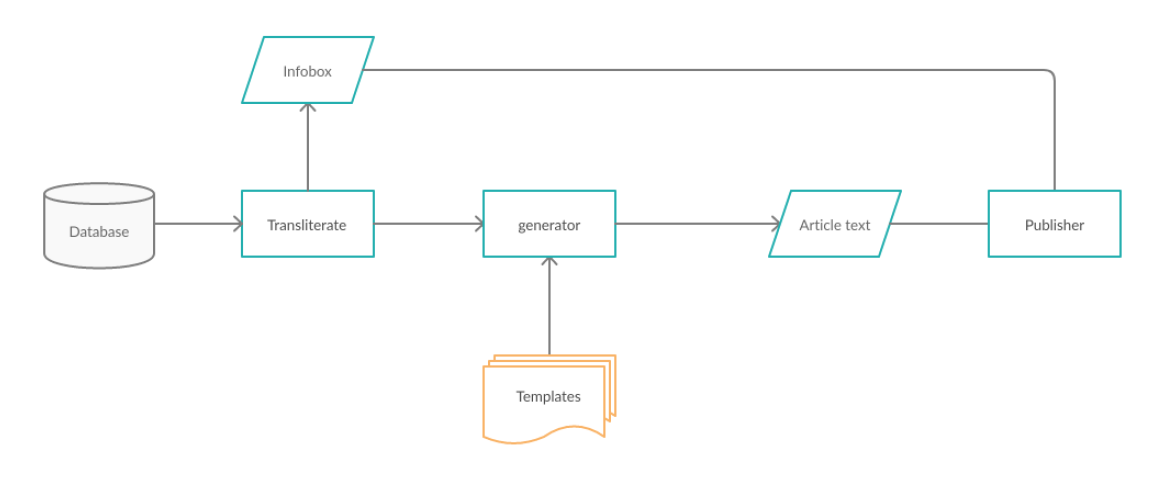 Infobox
Database
Transliterate
generator
Article text
Publisher
Templates